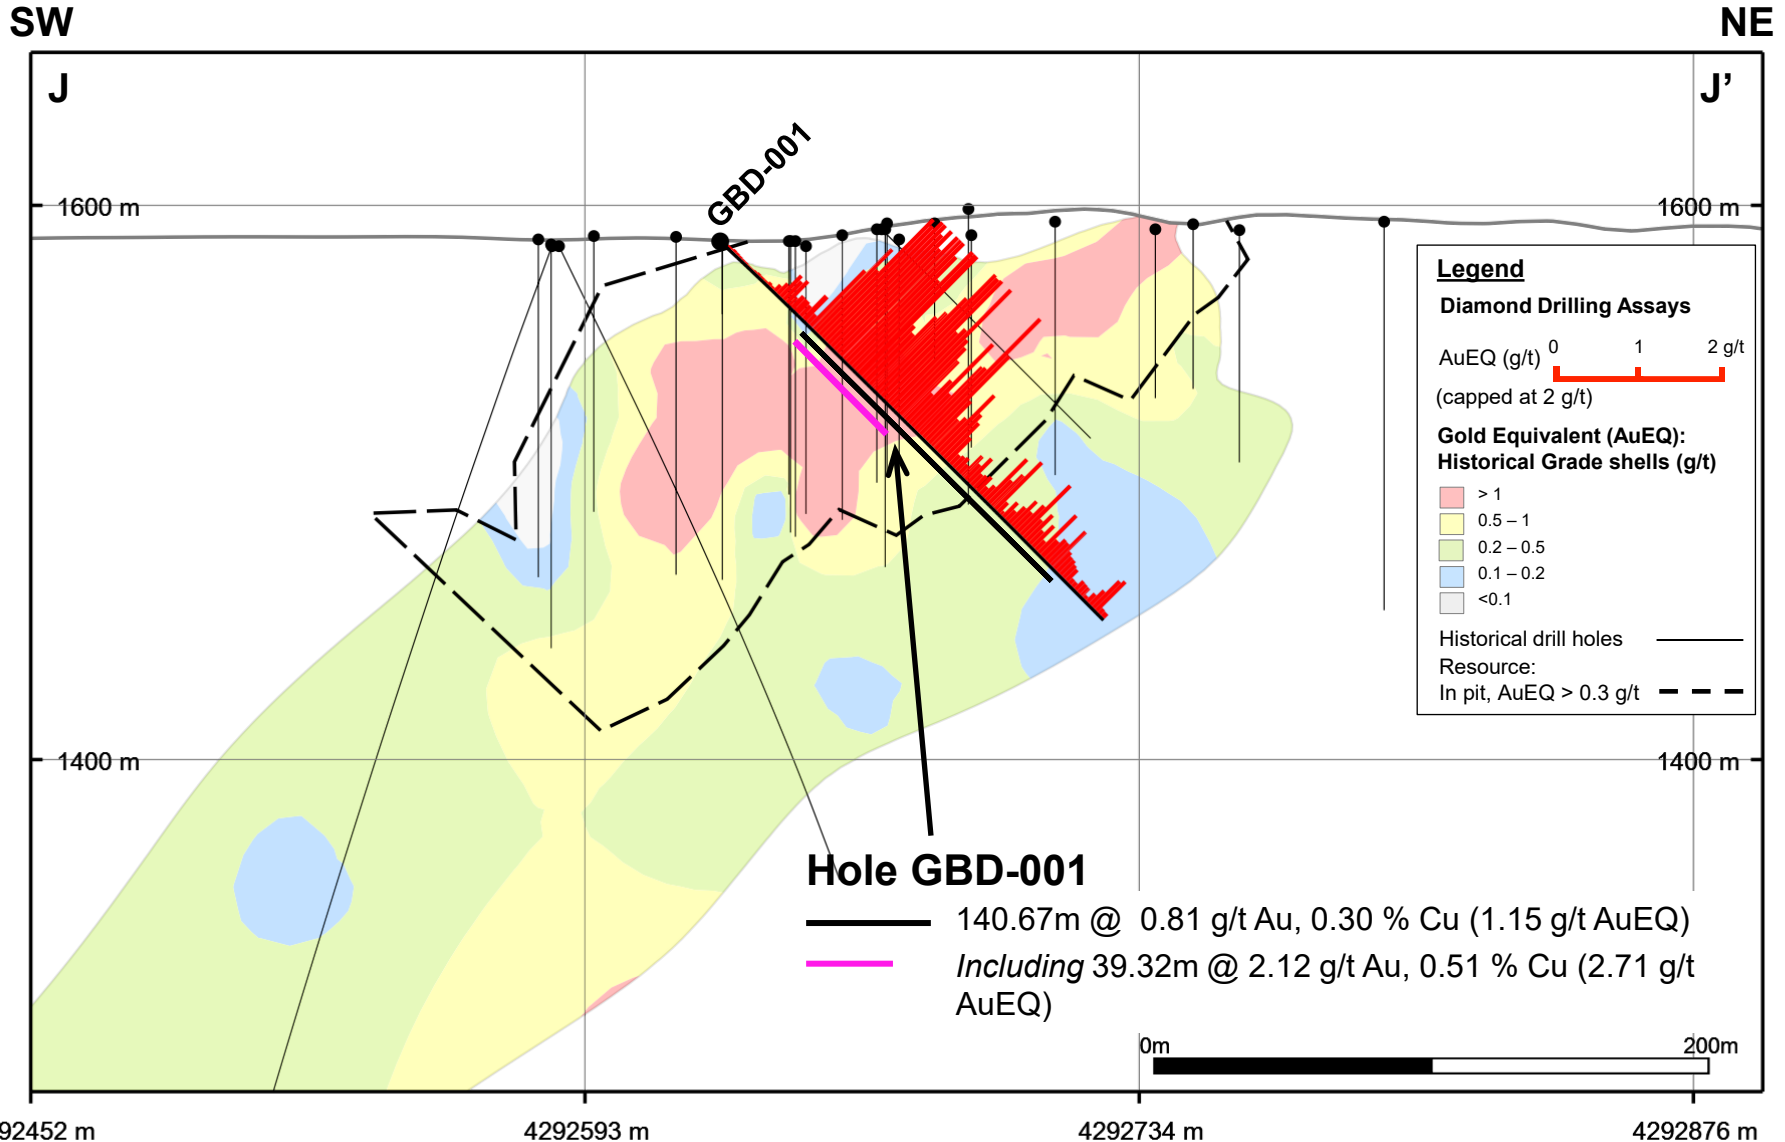 SW
NE
J
J’
GBD-001
1600 m
1600 m
Legend
Diamond Drilling Assays
AuEQ (g/t)
0
1
2 g/t
(capped at 2 g/t)
Gold Equivalent (AuEQ):
Historical Grade shells (g/t)
> 1
0.5 – 1
0.2 – 0.5
0.1 – 0.2
<0.1
Historical drill holes
Resource:
In pit, AuEQ > 0.3 g/t
1400 m
1400 m
Hole GBD-001
140.67m @ 0.81 g/t Au, 0.30 % Cu (1.15 g/t AuEQ)
Including 39.32m @ 2.12 g/t Au, 0.51 % Cu (2.71 g/t
AuEQ)
0m
200m
92452 m
4292593 m
4292734 m
4292876 m